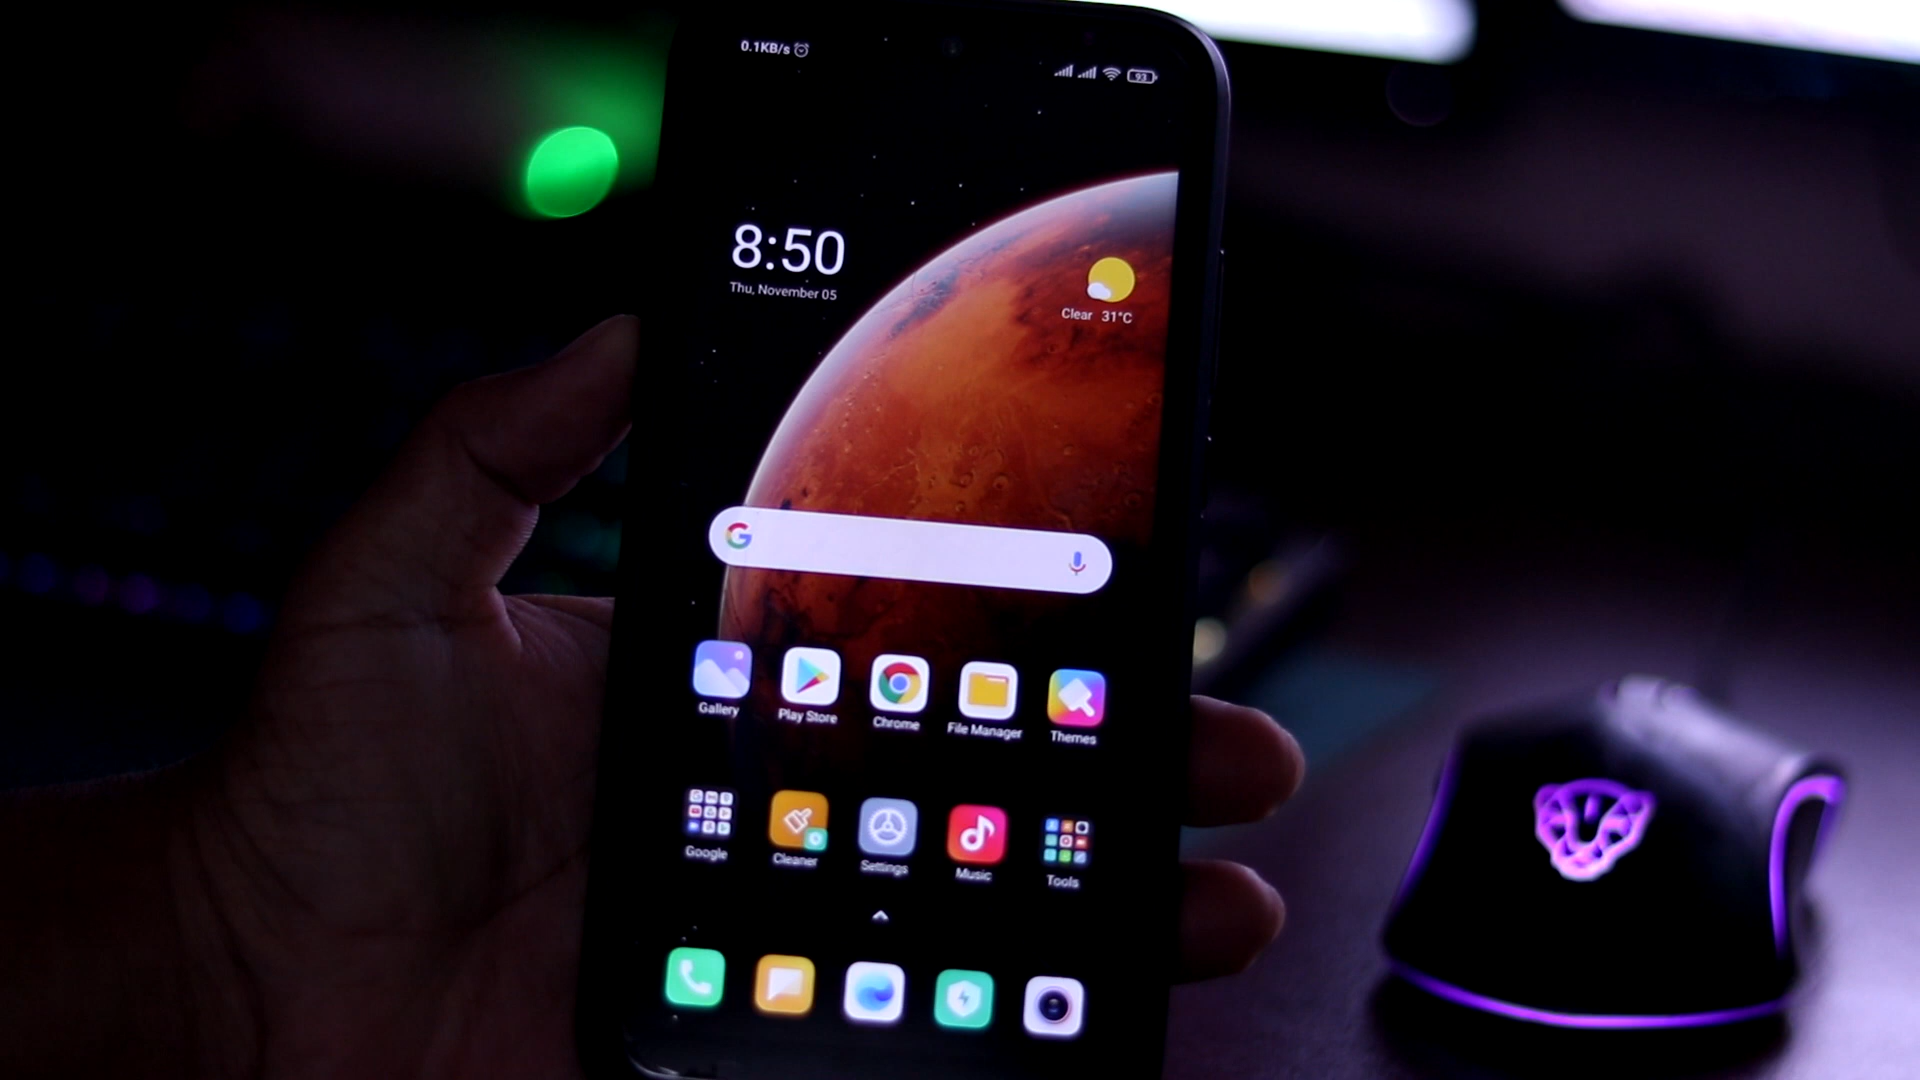 0.1KB/s
93
8:50
Thu, November 05
Clear 31°C
Gallery
Play Store
Chrome
File Manager
Themes
Google
Cleaner
Settings
Music
Tools